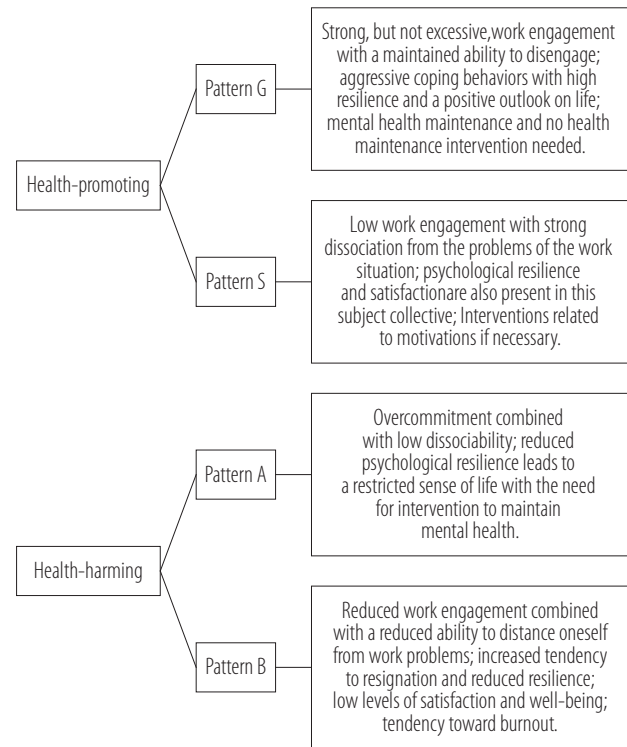 Health-promoting
Pattern G
Strong, but not excessive,work engagement
with a maintained ability to disengage;
aggressive coping behaviors with high
resilience and a positive outlook on life;
mental health maintenance and no health
maintenance intervention needed.
Pattern S
Low work engagement with strong
dissociation from the problems of the work
situation; psychological resilience
and satisfactionare also present in this
subject collective; Interventions related
to motivations if necessary.
Health-harming
Pattern A
Overcommitment combined
with low dissociability; reduced
psychological resilience leads to
a restricted sense of life with the need
for intervention to maintain
mental health.
Pattern B
Reduced work engagement combined
with a reduced ability to distance oneself
from work problems; increased tendency
to resignation and reduced resilience;
low levels of satisfaction and well-being;
tendency toward burnout.